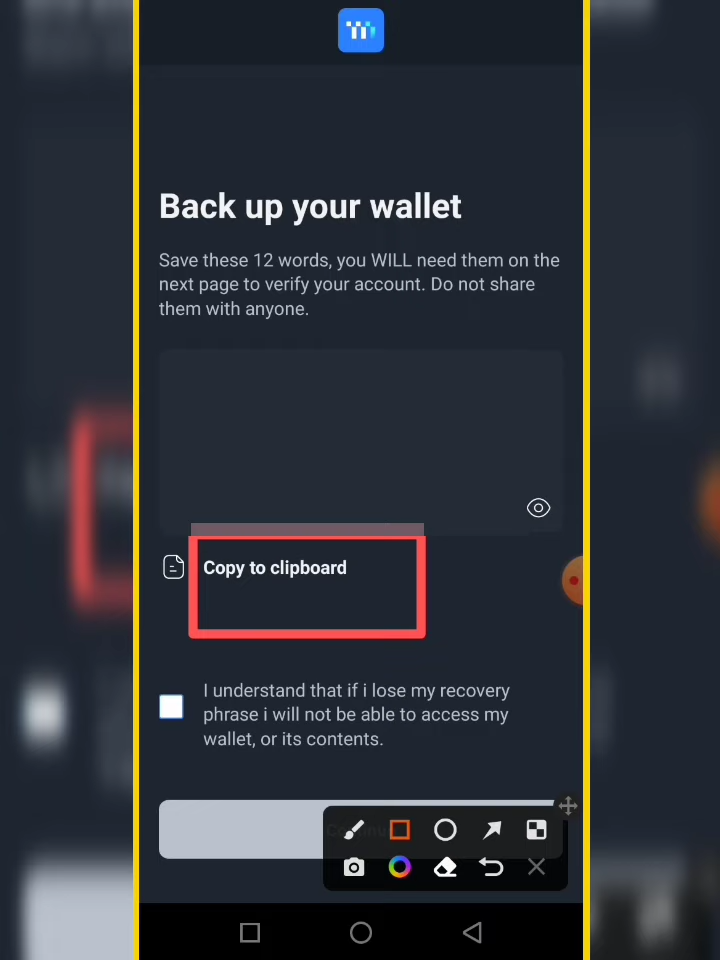 Back up your wallet
Save these 12 words, you WILL need them on the
next page to verify your account. Do not share
them with anyone.
Copy to clipboard
I understand that if i lose my recovery
phrase i will not be able to access my
wallet, or its contents.